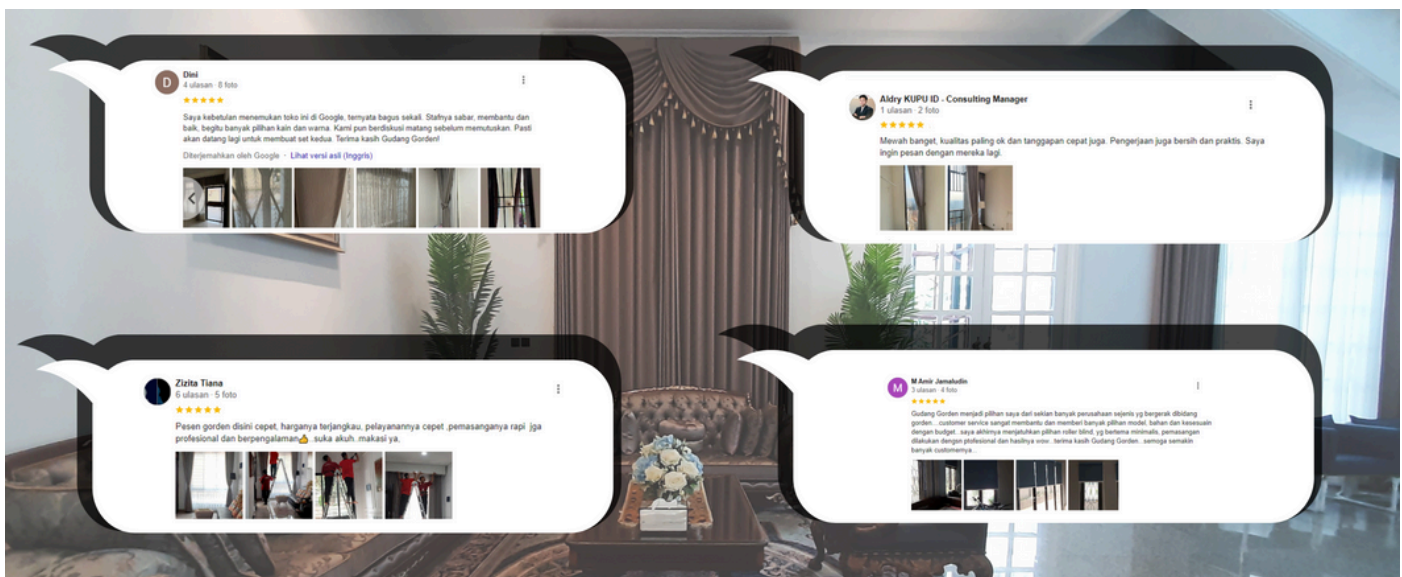 Dini
4 ulasan · 8 foto
Saya kebetulan menemukan toko ini di Google, ternyata bagus sekali. Stafnya sabar, membantu dan
baik, begitu banyak pilihan kain dan warna. Kami pun berdiskusi matang sebelum memutuskan. Pasti
akan datang lagi untuk membuat set kedua. Terima kasih Gudang Gorden!
Diterjemahkan oleh Google · Lihat versi asli (Inggris)
Aldry KUPU ID - Consulting Manager
1 ulasan · 2 foto
Mewah banget, kualitas paling ok dan tanggapan cepat juga. Pengerjaan juga bersih dan praktis. Saya
ingin pesan dengan mereka lagi.
Zizita Tiana
6 ulasan · 5 foto
Pesen gorden disini cepet, harganya terjangkau, pelayanannya cepet .pemasanganya rapi jga
profesional dan berpengalaman👍..suka akuh..makasi ya,
M Amir Jamaludin
3 ulasan · 4 foto
Gudang Gorden menjadi pilihan saya dari sekian banyak perusahaan sejenis yg bergerak dibidang
gorden....customer service sangat membantu dan memberi banyak pilihan model, bahan dan kesesuain
dengan budget...saya akhirnya menjatuhkan pilihan roller blind, yg bertema minimalis, pemasangan
dilakukan dengsn ptofesional dan hasilnya wow...terima kasih Gudang Gorden...semoga semakin
banyak customernya...
D
M